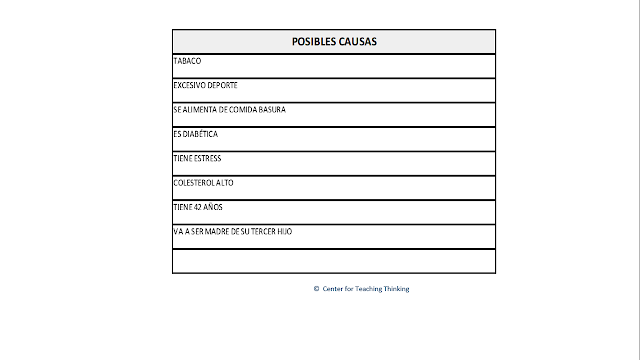 POSIBLES CAUSAS
TABACO
EXCESIVO DEPORTE
SE ALIMENTA DE COMIDA BASURA
ES DIABÉTICA
TIENE ESTRESS
COLESTEROL ALTO
TIENE 42 AÑOS
VA A SER MADRE DE SU TERCER HIJO
© Center for Teaching Thinking